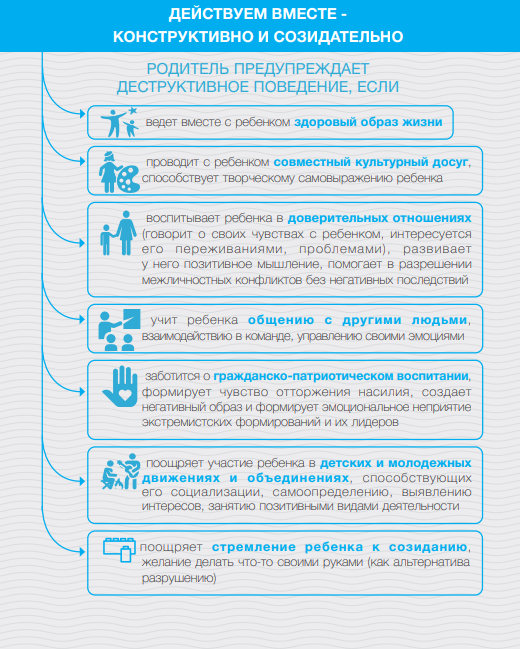 ДЕЙСТВУЕМ ВМЕСТЕ -
КОНСТРУКТИВНО И СОЗИДАТЕЛЬНО
РОДИТЕЛЬ ПРЕДУПРЕЖДАЕТ
ДЕСТРУКТИВНОЕ ПОВЕДЕНИЕ, ЕСЛИ
ведет вместе с ребенком здоровый образ жизни
проводит с ребенком совместный культурный досуг,
способствует творческому самовыражению ребенка
воспитывает ребенка в доверительных отношениях
(говорит о своих чувствах с ребенком, интересуется
его переживаниями, проблемами), развивает
у него позитивное мышление, помогает в разрешении
межличностных конфликтов без негативных последствий
учит ребенка общению с другими людьми,
взаимодействию в команде, управлению своими эмоциями
заботится о гражданско-патриотическом воспитании,
формирует чувство отторжения насилия, создает
негативный образ и формирует эмоциональное неприятие
экстремистских формирований и их лидеров
поощряет участие ребенка в детских и молодежных
движениях и объединениях, способствующих
его социализации, самоопределению, выявлению
интересов, занятию позитивными видами деятельности
поощряет стремление ребенка к созиданию,
желание делать что-то своими руками (как альтернатива
разрушению)